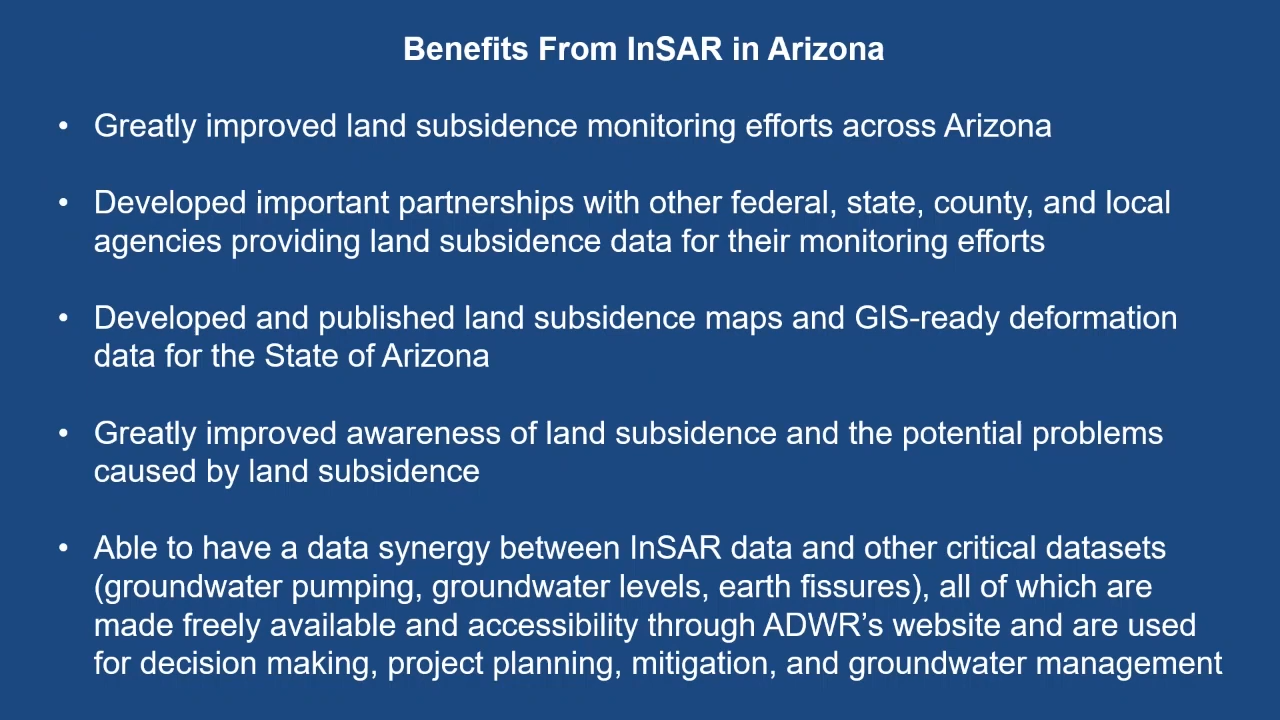 Benefits From InSAR in Arizona
• Greatly improved land subsidence monitoring efforts across Arizona
• Developed important partnerships with other federal, state, county, and local
agencies providing land subsidence data for their monitoring efforts
• Developed and published land subsidence maps and GIS-ready deformation
data for the State of Arizona
• Greatly improved awareness of land subsidence and the potential problems
caused by land subsidence
• Able to have a data synergy between InSAR data and other critical datasets
(groundwater pumping, groundwater levels, earth fissures), all of which are
made freely available and accessibility through ADWR’s website and are used
for decision making, project planning, mitigation, and groundwater management